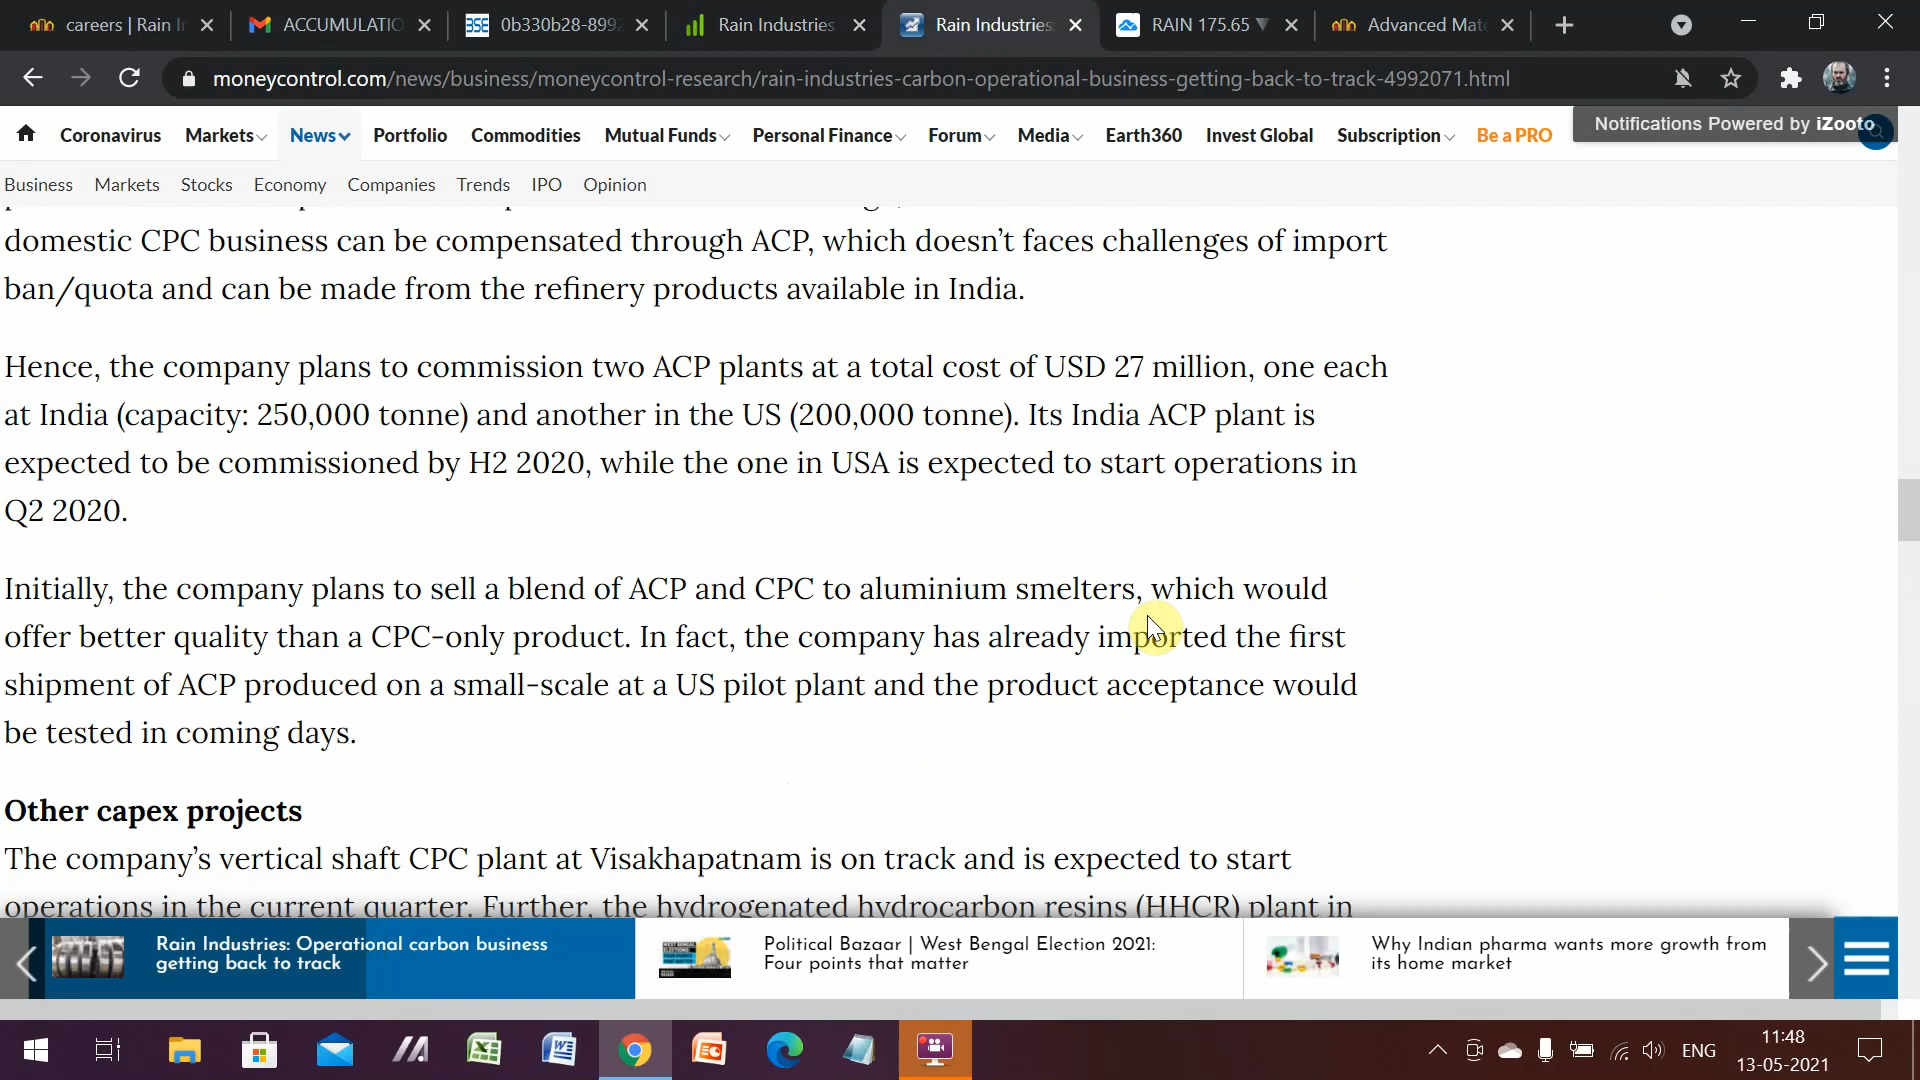 careers | Rain I
ACCUMULATIO
BSE
0b330b28-8992
Rain Industries
Rain Industries
RAIN 175.65 ▼
Advanced Mat
moneycontrol.com/news/business/moneycontrol-research/rain-industries-carbon-operational-business-getting-back-to-track-4992071.html
Coronavirus Markets News Portfolio Commodities Mutual Funds Personal Finance Forum Media Earth360 Invest Global Subscription Be a PRO
Notifications Powered by iZooto
Business Markets Stocks Economy Companies Trends IPO Opinion
domestic CPC business can be compensated through ACP, which doesn’t faces challenges of import
ban/quota and can be made from the refinery products available in India.
Hence, the company plans to commission two ACP plants at a total cost of USD 27 million, one each
at India (capacity: 250,000 tonne) and another in the US (200,000 tonne). Its India ACP plant is
expected to be commissioned by H2 2020, while the one in USA is expected to start operations in
Q2 2020.
Initially, the company plans to sell a blend of ACP and CPC to aluminium smelters, which would
offer better quality than a CPC-only product. In fact, the company has already imported the first
shipment of ACP produced on a small-scale at a US pilot plant and the product acceptance would
be tested in coming days.
Other capex projects
The company’s vertical shaft CPC plant at Visakhapatnam is on track and is expected to start
operations in the current quarter. Further, the hydrogenated hydrocarbon resins (HHCR) plant in
Rain Industries: Operational carbon business
getting back to track
Political Bazaar | West Bengal Election 2021:
Four points that matter
Why Indian pharma wants more growth from
its home market
ENG
11:48
13-05-2021